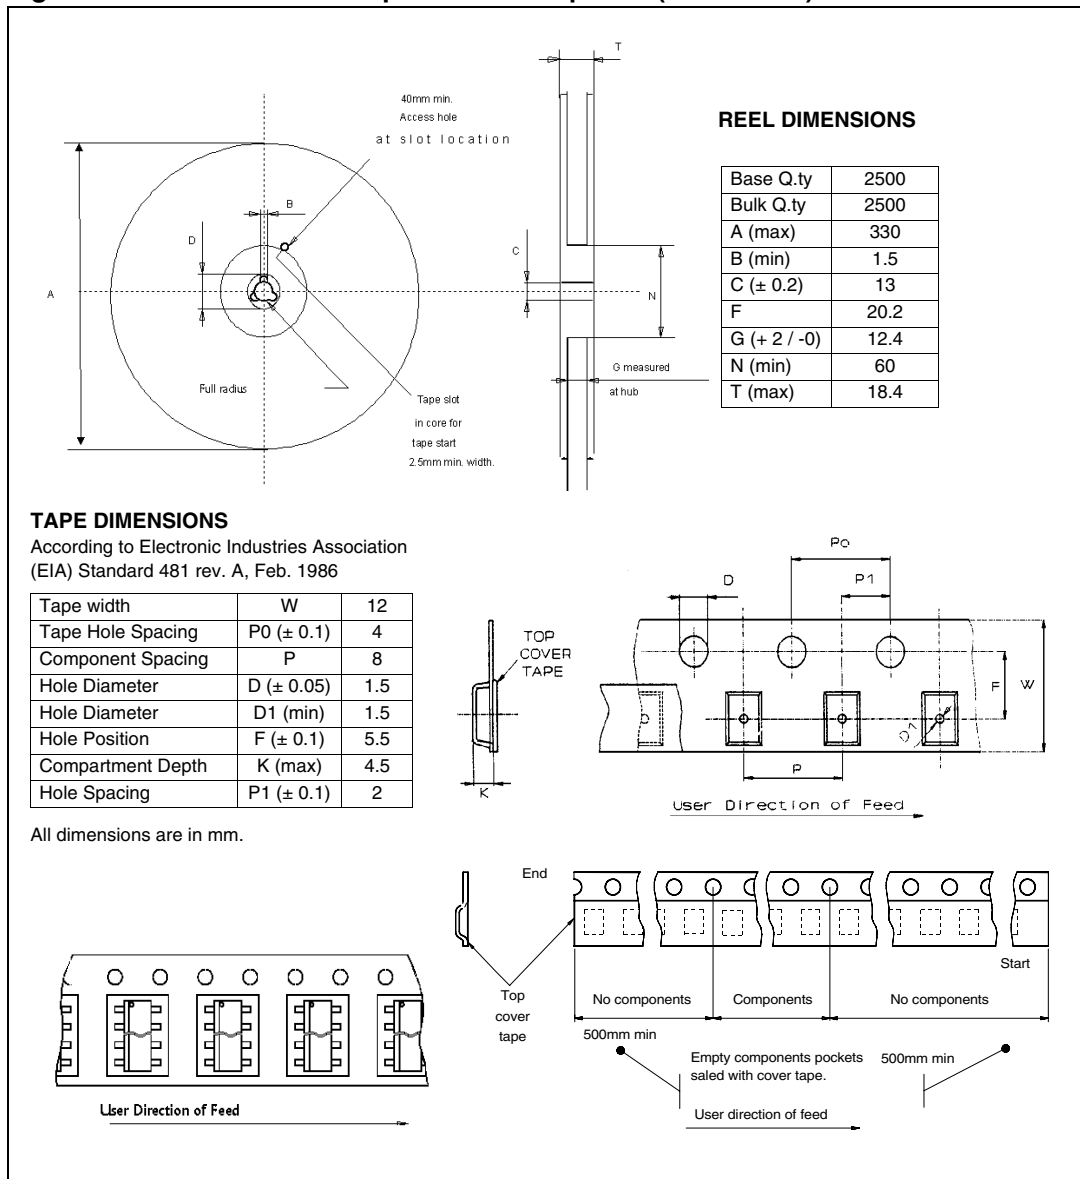 T
40mm min.
Access hole
at slot location
B
D
A
C
N
Full radius
Tape slot
in core for
tape start
2.5mm min. width.
G measured
at hub
REEL DIMENSIONS
Base Q.ty 2500
Bulk Q.ty 2500
A (max) 330
B (min) 1.5
C (± 0.2) 13
F 20.2
G (+ 2 / -0) 12.4
N (min) 60
T (max) 18.4
TAPE DIMENSIONS
According to Electronic Industries Association
(EIA) Standard 481 rev. A, Feb. 1986
Tape width W 12
Tape Hole Spacing P0 (± 0.1) 4
Component Spacing P 8
Hole Diameter D (± 0.05) 1.5
Hole Diameter D1 (min) 1.5
Hole Position F (± 0.1) 5.5
Compartment Depth K (max) 4.5
Hole Spacing P1 (± 0.1) 2
All dimensions are in mm.
TOP
COVER
TAPE
K
Po
D
P1
F
W
D1
P
User Direction of Feed
End
Start
Top
cover
tape
No components
Components
No components
500mm min
Empty components pockets
saled with cover tape.
500mm min
User direction of feed
User Direction of Feed